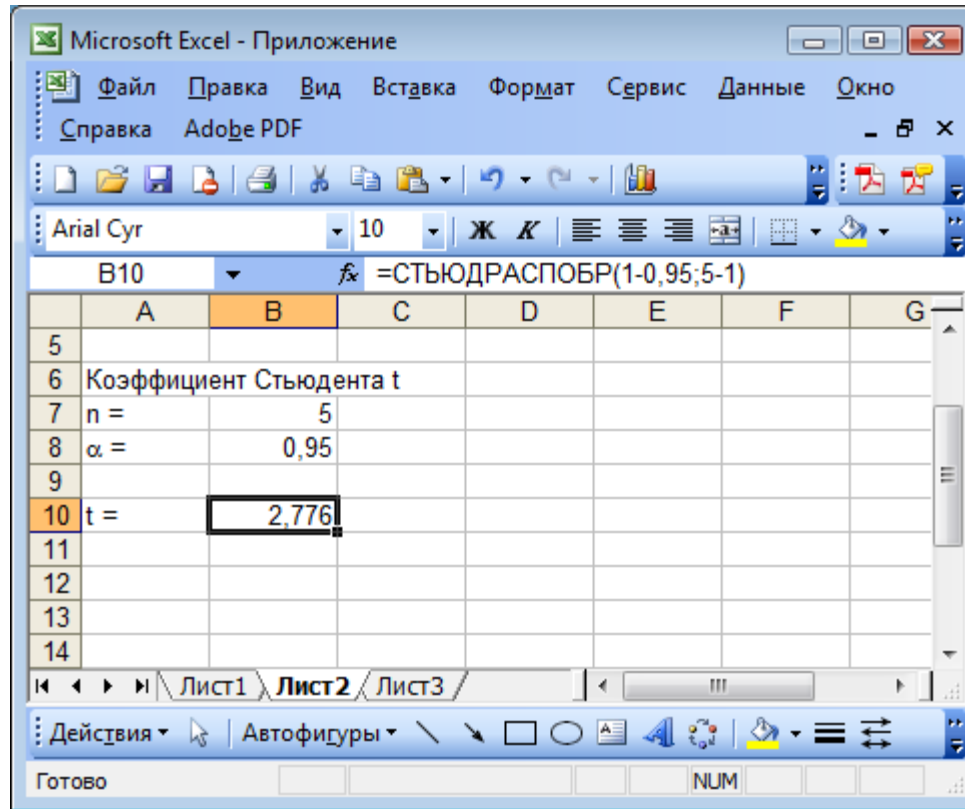 Microsoft Excel - Приложение
Файл Правка Вид Вставка Формат Сервис Данные Окно
Справка Adobe PDF
Arial Cyr 10 Ж К
B10 fx =СТЬЮДРАСПОБР(1-0,95;5-1)
A B C D E F G
5
6 Коэффициент Стьюдента t
7 n = 5
8 α = 0,95
9
10 t = 2,776
11
12
13
14
Лист1 Лист2 Лист3
Действия Автофигуры
Готово NUM